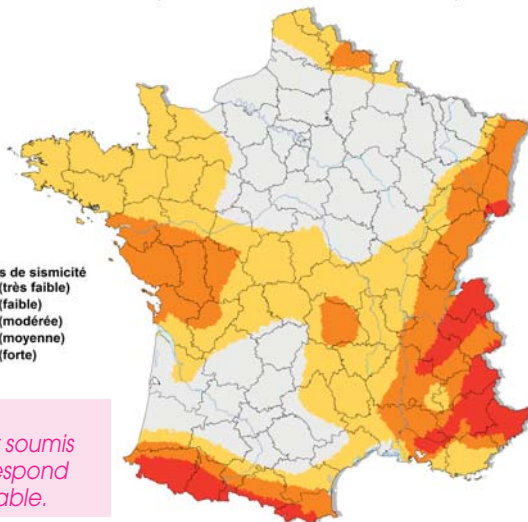 s de sismicité
(très faible)
(faible)
(modérée)
(moyenne)
(forte)
soumis
espond
able.